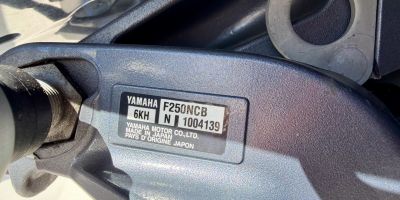 YAMAHA F250NCB
6KH N 1004139
YAMAHA MOTOR CO., LTD.
MADE IN JAPAN
PAYS D'ORIGINE JAPON